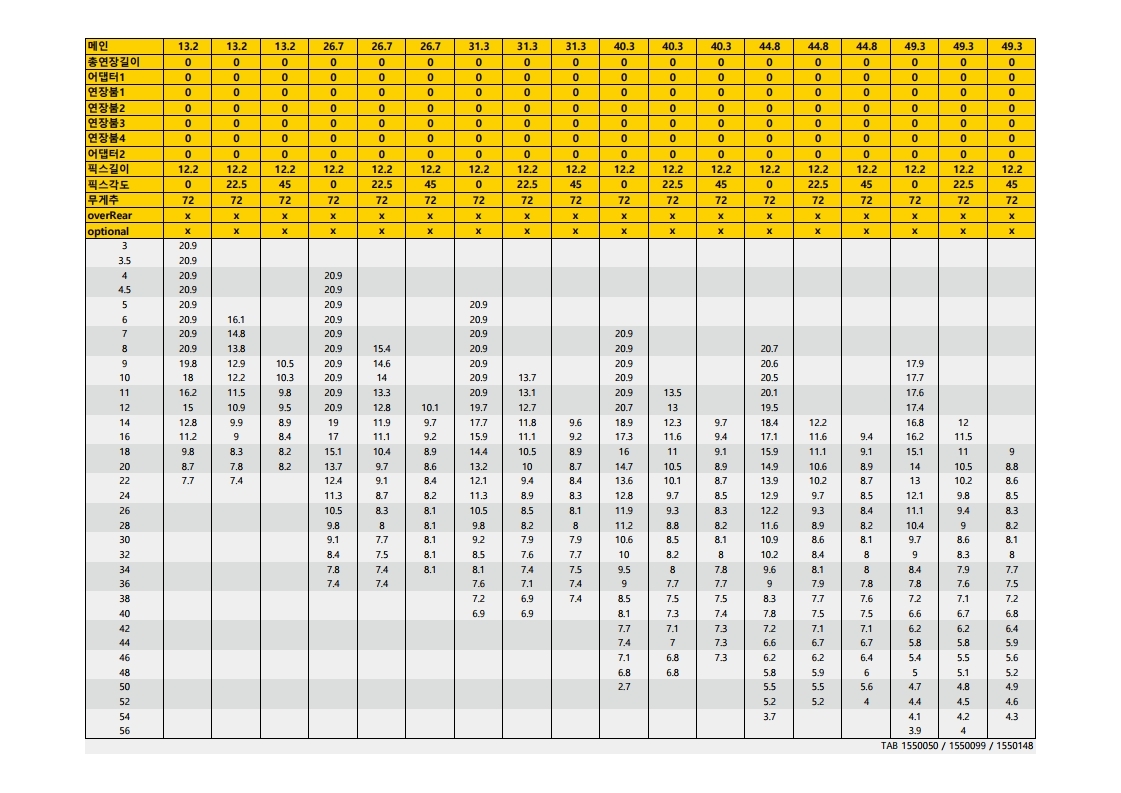 메인 13.2 13.2 13.2 26.7 26.7 26.7 31.3 31.3 31.3 40.3 40.3 40.3 44.8 44.8 44.8 49.3 49.3 49.3
총연장길이 0 0 0 0 0 0 0 0 0 0 0 0 0 0 0 0 0 0
어댑터1 0 0 0 0 0 0 0 0 0 0 0 0 0 0 0 0 0 0
연장붐1 0 0 0 0 0 0 0 0 0 0 0 0 0 0 0 0 0 0
연장붐2 0 0 0 0 0 0 0 0 0 0 0 0 0 0 0 0 0 0
연장붐3 0 0 0 0 0 0 0 0 0 0 0 0 0 0 0 0 0 0
연장붐4 0 0 0 0 0 0 0 0 0 0 0 0 0 0 0 0 0 0
어댑터2 0 0 0 0 0 0 0 0 0 0 0 0 0 0 0 0 0 0
픽스길이 12.2 12.2 12.2 12.2 12.2 12.2 12.2 12.2 12.2 12.2 12.2 12.2 12.2 12.2 12.2 12.2 12.2 12.2
픽스각도 0 22.5 45 0 22.5 45 0 22.5 45 0 22.5 45 0 22.5 45 0 22.5 45
무게추 72 72 72 72 72 72 72 72 72 72 72 72 72 72 72 72 72 72
overRear x x x x x x x x x x x x x x x x x x
optional x x x x x x x x x x x x x x x x x x
3 20.9
3.5 20.9
4 20.9 20.9
4.5 20.9 20.9
5 20.9 20.9 20.9
6 20.9 16.1 20.9 20.9
7 20.9 14.8 20.9 20.9 20.9
8 20.9 13.8 20.9 15.4 20.9 20.9 20.7
9 19.8 12.9 10.5 20.9 14.6 20.9 20.9 20.6 17.9
10 18 12.2 10.3 20.9 14 20.9 13.7 20.9 20.5 17.7
11 16.2 11.5 9.8 20.9 13.3 20.9 13.1 20.9 13.5 20.1 17.6
12 15 10.9 9.5 20.9 12.8 10.1 19.7 12.7 20.7 13 19.5 17.4
14 12.8 9.9 8.9 19 11.9 9.7 17.7 11.8 9.6 18.9 12.3 9.7 18.4 12.2 16.8 12
16 11.2 9 8.4 17 11.1 9.2 15.9 11.1 9.2 17.3 11.6 9.4 17.1 11.6 9.4 16.2 11.5
18 9.8 8.3 8.2 15.1 10.4 8.9 14.4 10.5 8.9 16 11 9.1 15.9 11.1 9.1 15.1 11 9
20 8.7 7.8 8.2 13.7 9.7 8.6 13.2 10 8.7 14.7 10.5 8.9 14.9 10.6 8.9 14 10.5 8.8
22 7.7 7.4 12.4 9.1 8.4 12.1 9.4 8.4 13.6 10.1 8.7 13.9 10.2 8.7 13 10.2 8.6
24 11.3 8.7 8.2 11.3 8.9 8.3 12.8 9.7 8.5 12.9 9.7 8.5 12.1 9.8 8.5
26 10.5 8.3 8.1 10.5 8.5 8.1 11.9 9.3 8.3 12.2 9.3 8.4 11.1 9.4 8.3
28 9.8 8 8.1 9.8 8.2 8 11.2 8.8 8.2 11.6 8.9 8.2 10.4 9 8.2
30 9.1 7.7 8.1 9.2 7.9 7.9 10.6 8.5 8.1 10.9 8.6 8.1 9.7 8.6 8.1
32 8.4 7.5 8.1 8.5 7.6 7.7 10 8.2 8 10.2 8.4 8 9 8.3 8
34 7.8 7.4 8.1 8.1 7.4 7.5 9.5 8 7.8 9.6 8.1 8 8.4 7.9 7.7
36 7.4 7.4 7.6 7.1 7.4 9 7.7 7.7 9 7.9 7.8 7.8 7.6 7.5
38 7.2 6.9 7.4 8.5 7.5 7.5 8.3 7.7 7.6 7.2 7.1 7.2
40 6.9 6.9 8.1 7.3 7.4 7.8 7.5 7.5 6.6 6.7 6.8
42 7.7 7.1 7.3 7.2 7.1 7.1 6.2 6.2 6.4
44 7.4 7 7.3 6.6 6.7 6.7 5.8 5.8 5.9
46 7.1 6.8 7.3 6.2 6.2 6.4 5.4 5.5 5.6
48 6.8 6.8 5.8 5.9 6 5 5.1 5.2
50 2.7 5.5 5.5 5.6 4.7 4.8 4.9
52 5.2 5.2 4 4.4 4.5 4.6
54 3.7 4.1 4.2 4.3
56 3.9 4
TAB 1550050 / 1550099 / 1550148